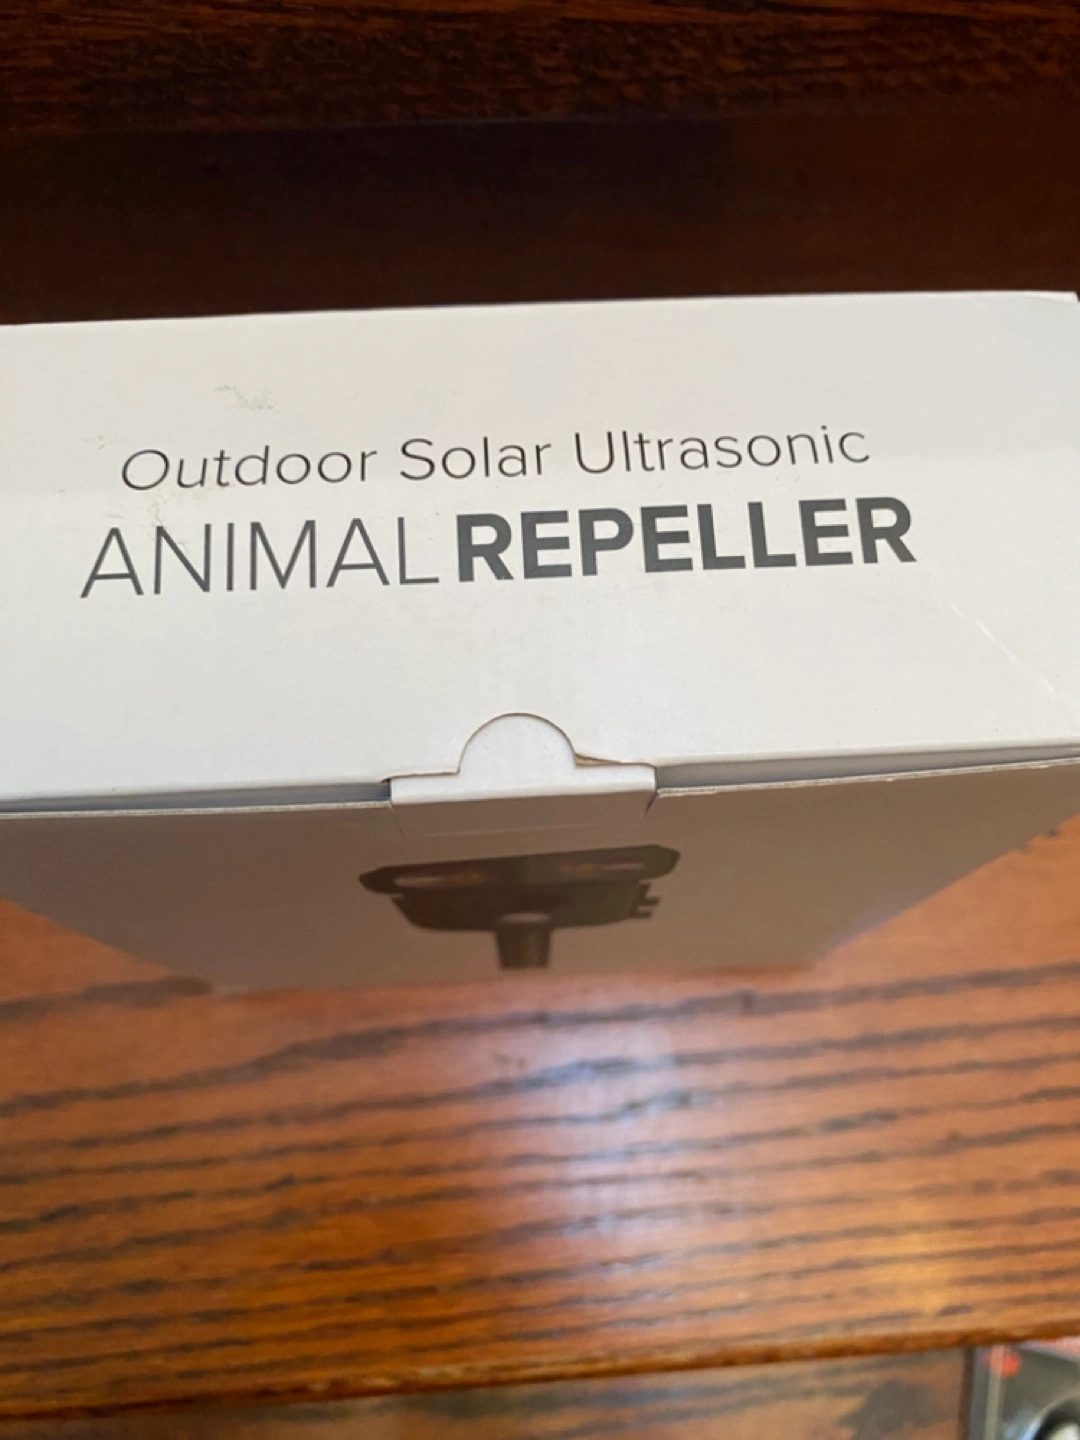 Outdoor Solar Ultrasonic
ANIMAL REPELLER